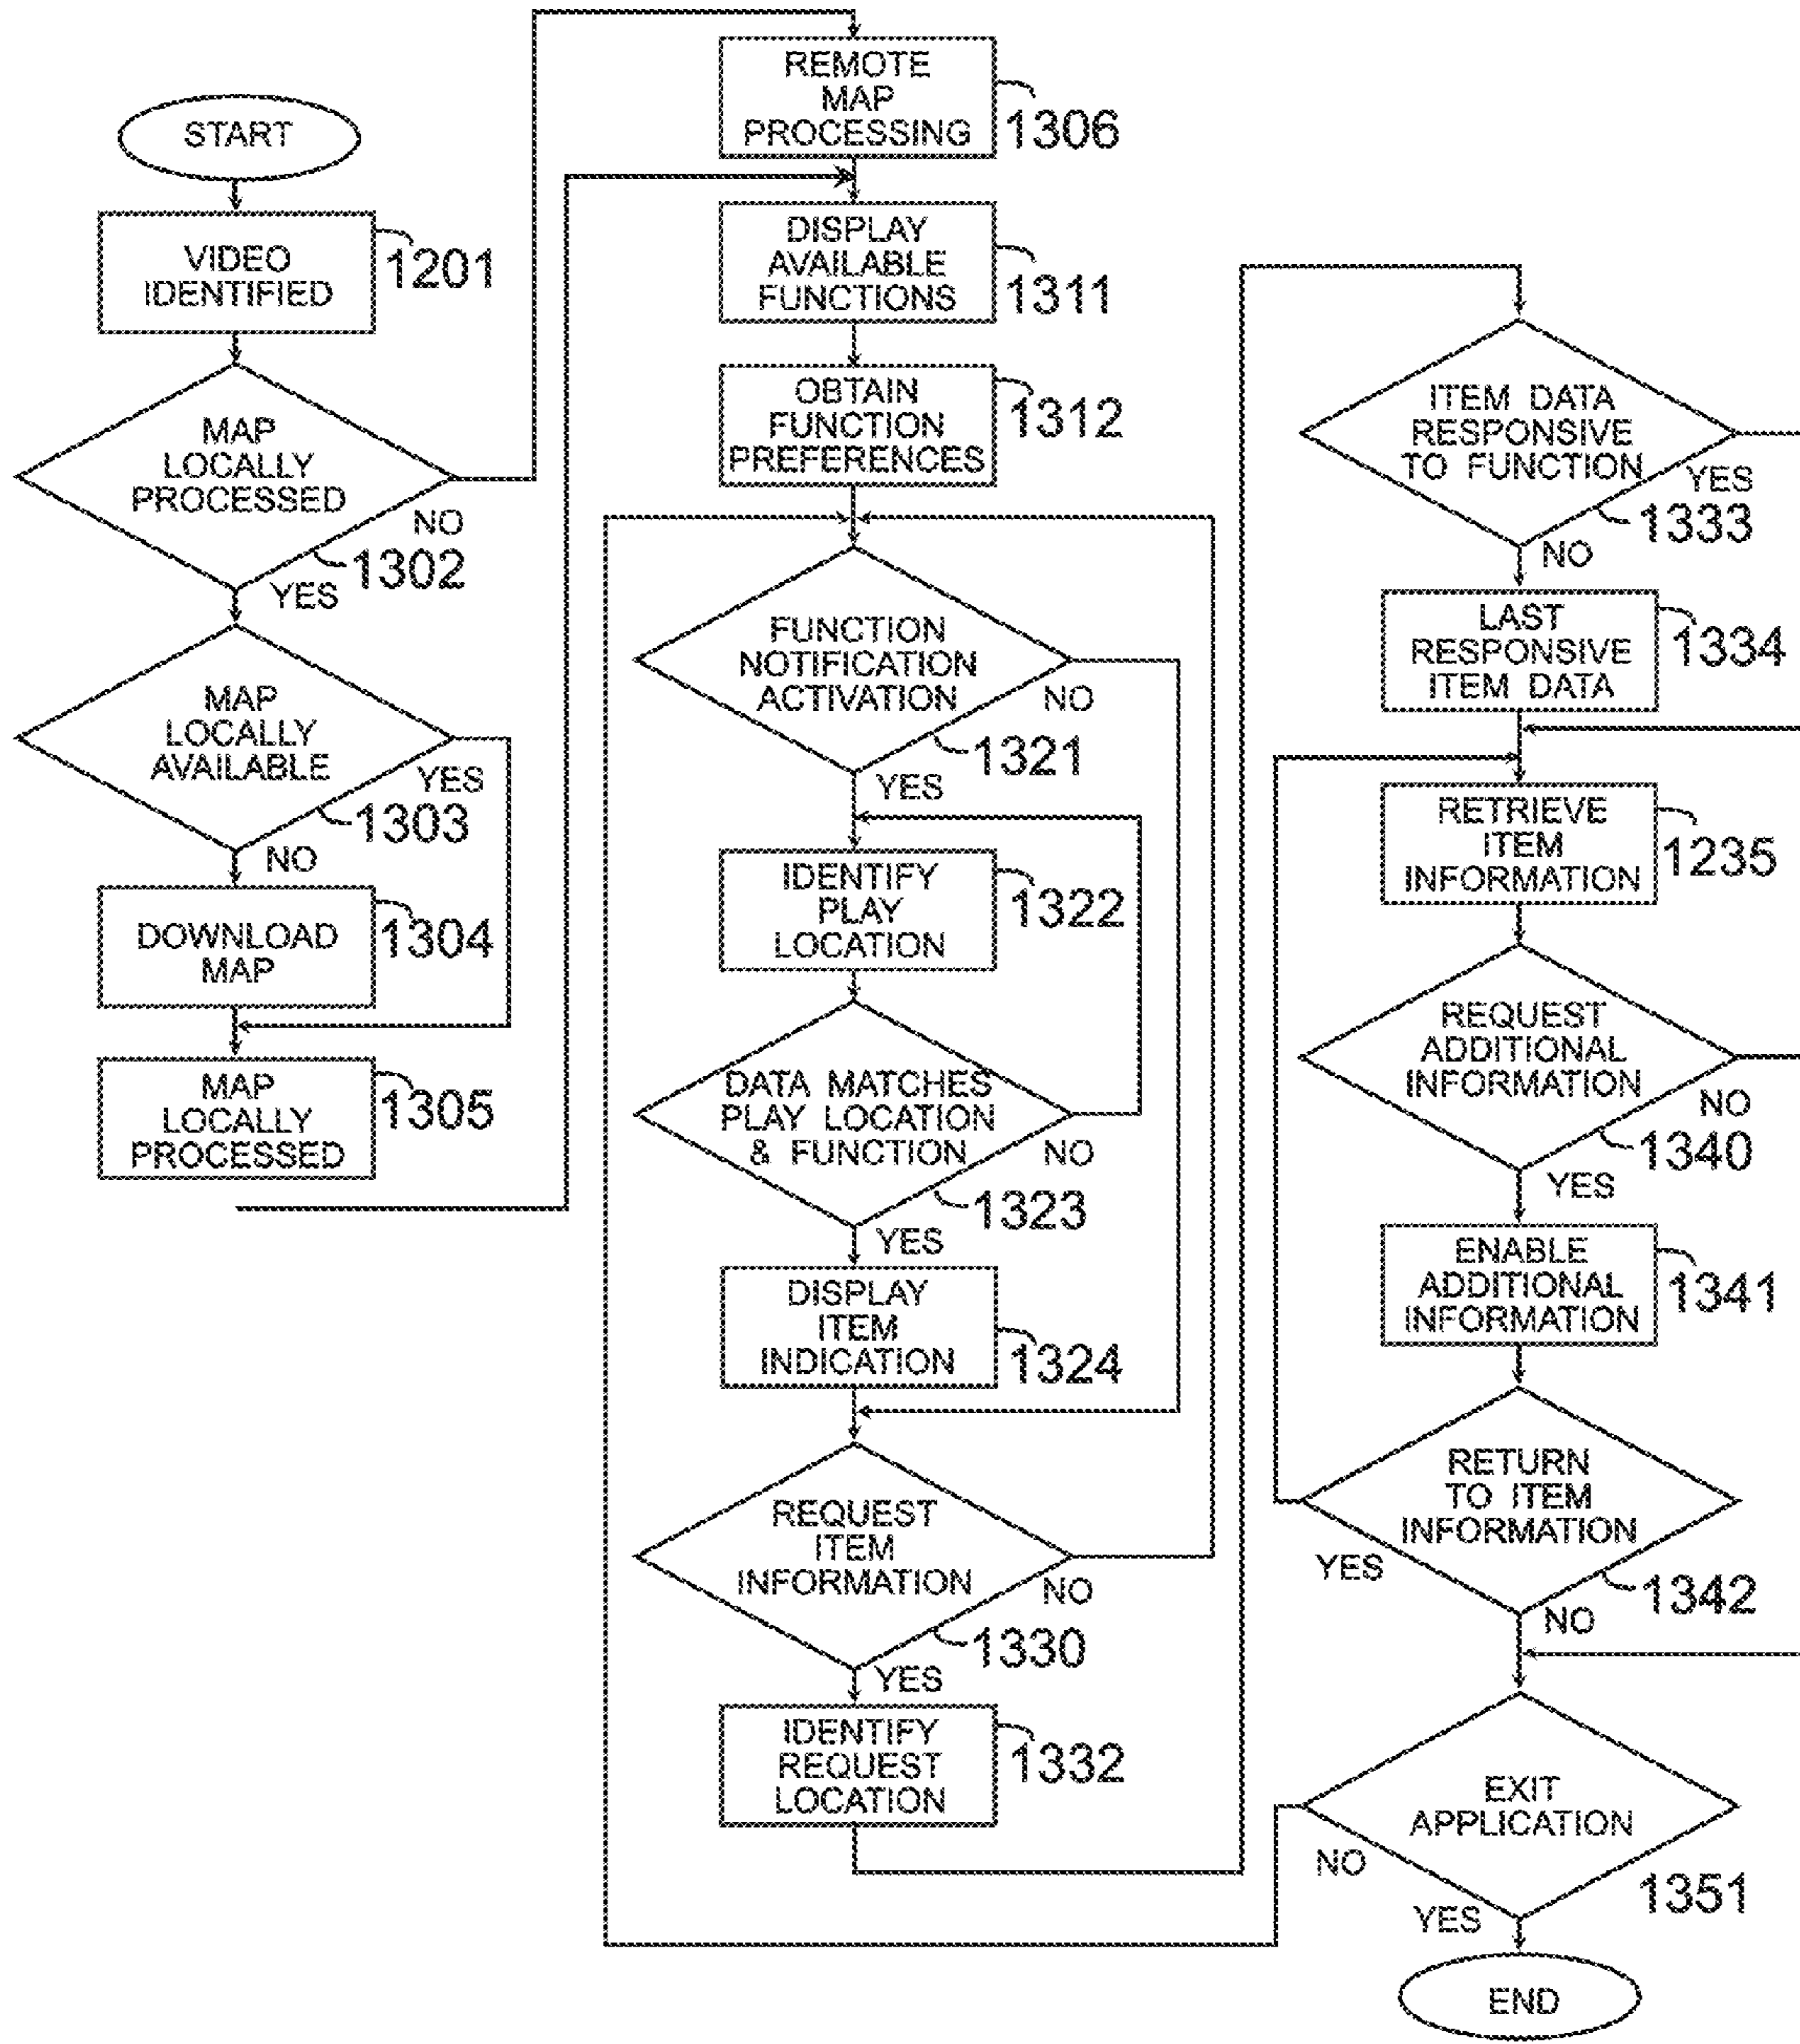 START
VIDEO
IDENTIFIED
1201
MAP
LOCALLY
PROCESSED
NO
1302
YES
MAP
LOCALLY
AVAILABLE
YES
1303
NO
DOWNLOAD
MAP
1304
MAP
LOCALLY
PROCESSED
1305
REMOTE
MAP
PROCESSING
1306
DISPLAY
AVAILABLE
FUNCTIONS
1311
OBTAIN
FUNCTION
PREFERENCES
1312
FUNCTION
NOTIFICATION
ACTIVATION
NO
1321
YES
IDENTIFY
PLAY
LOCATION
1322
DATA MATCHES
PLAY LOCATION
& FUNCTION
NO
1323
YES
DISPLAY
ITEM
INDICATION
1324
REQUEST
ITEM
INFORMATION
NO
1330
YES
IDENTIFY
REQUEST
LOCATION
1332
ITEM DATA
RESPONSIVE
TO FUNCTION
YES
1333
NO
LAST
RESPONSIVE
ITEM DATA
1334
RETRIEVE
ITEM
INFORMATION
1235
REQUEST
ADDITIONAL
INFORMATION
NO
1340
YES
ENABLE
ADDITIONAL
INFORMATION
1341
RETURN
TO ITEM
INFORMATION
YES
1342
NO
EXIT
APPLICATION
NO
1351
YES
END